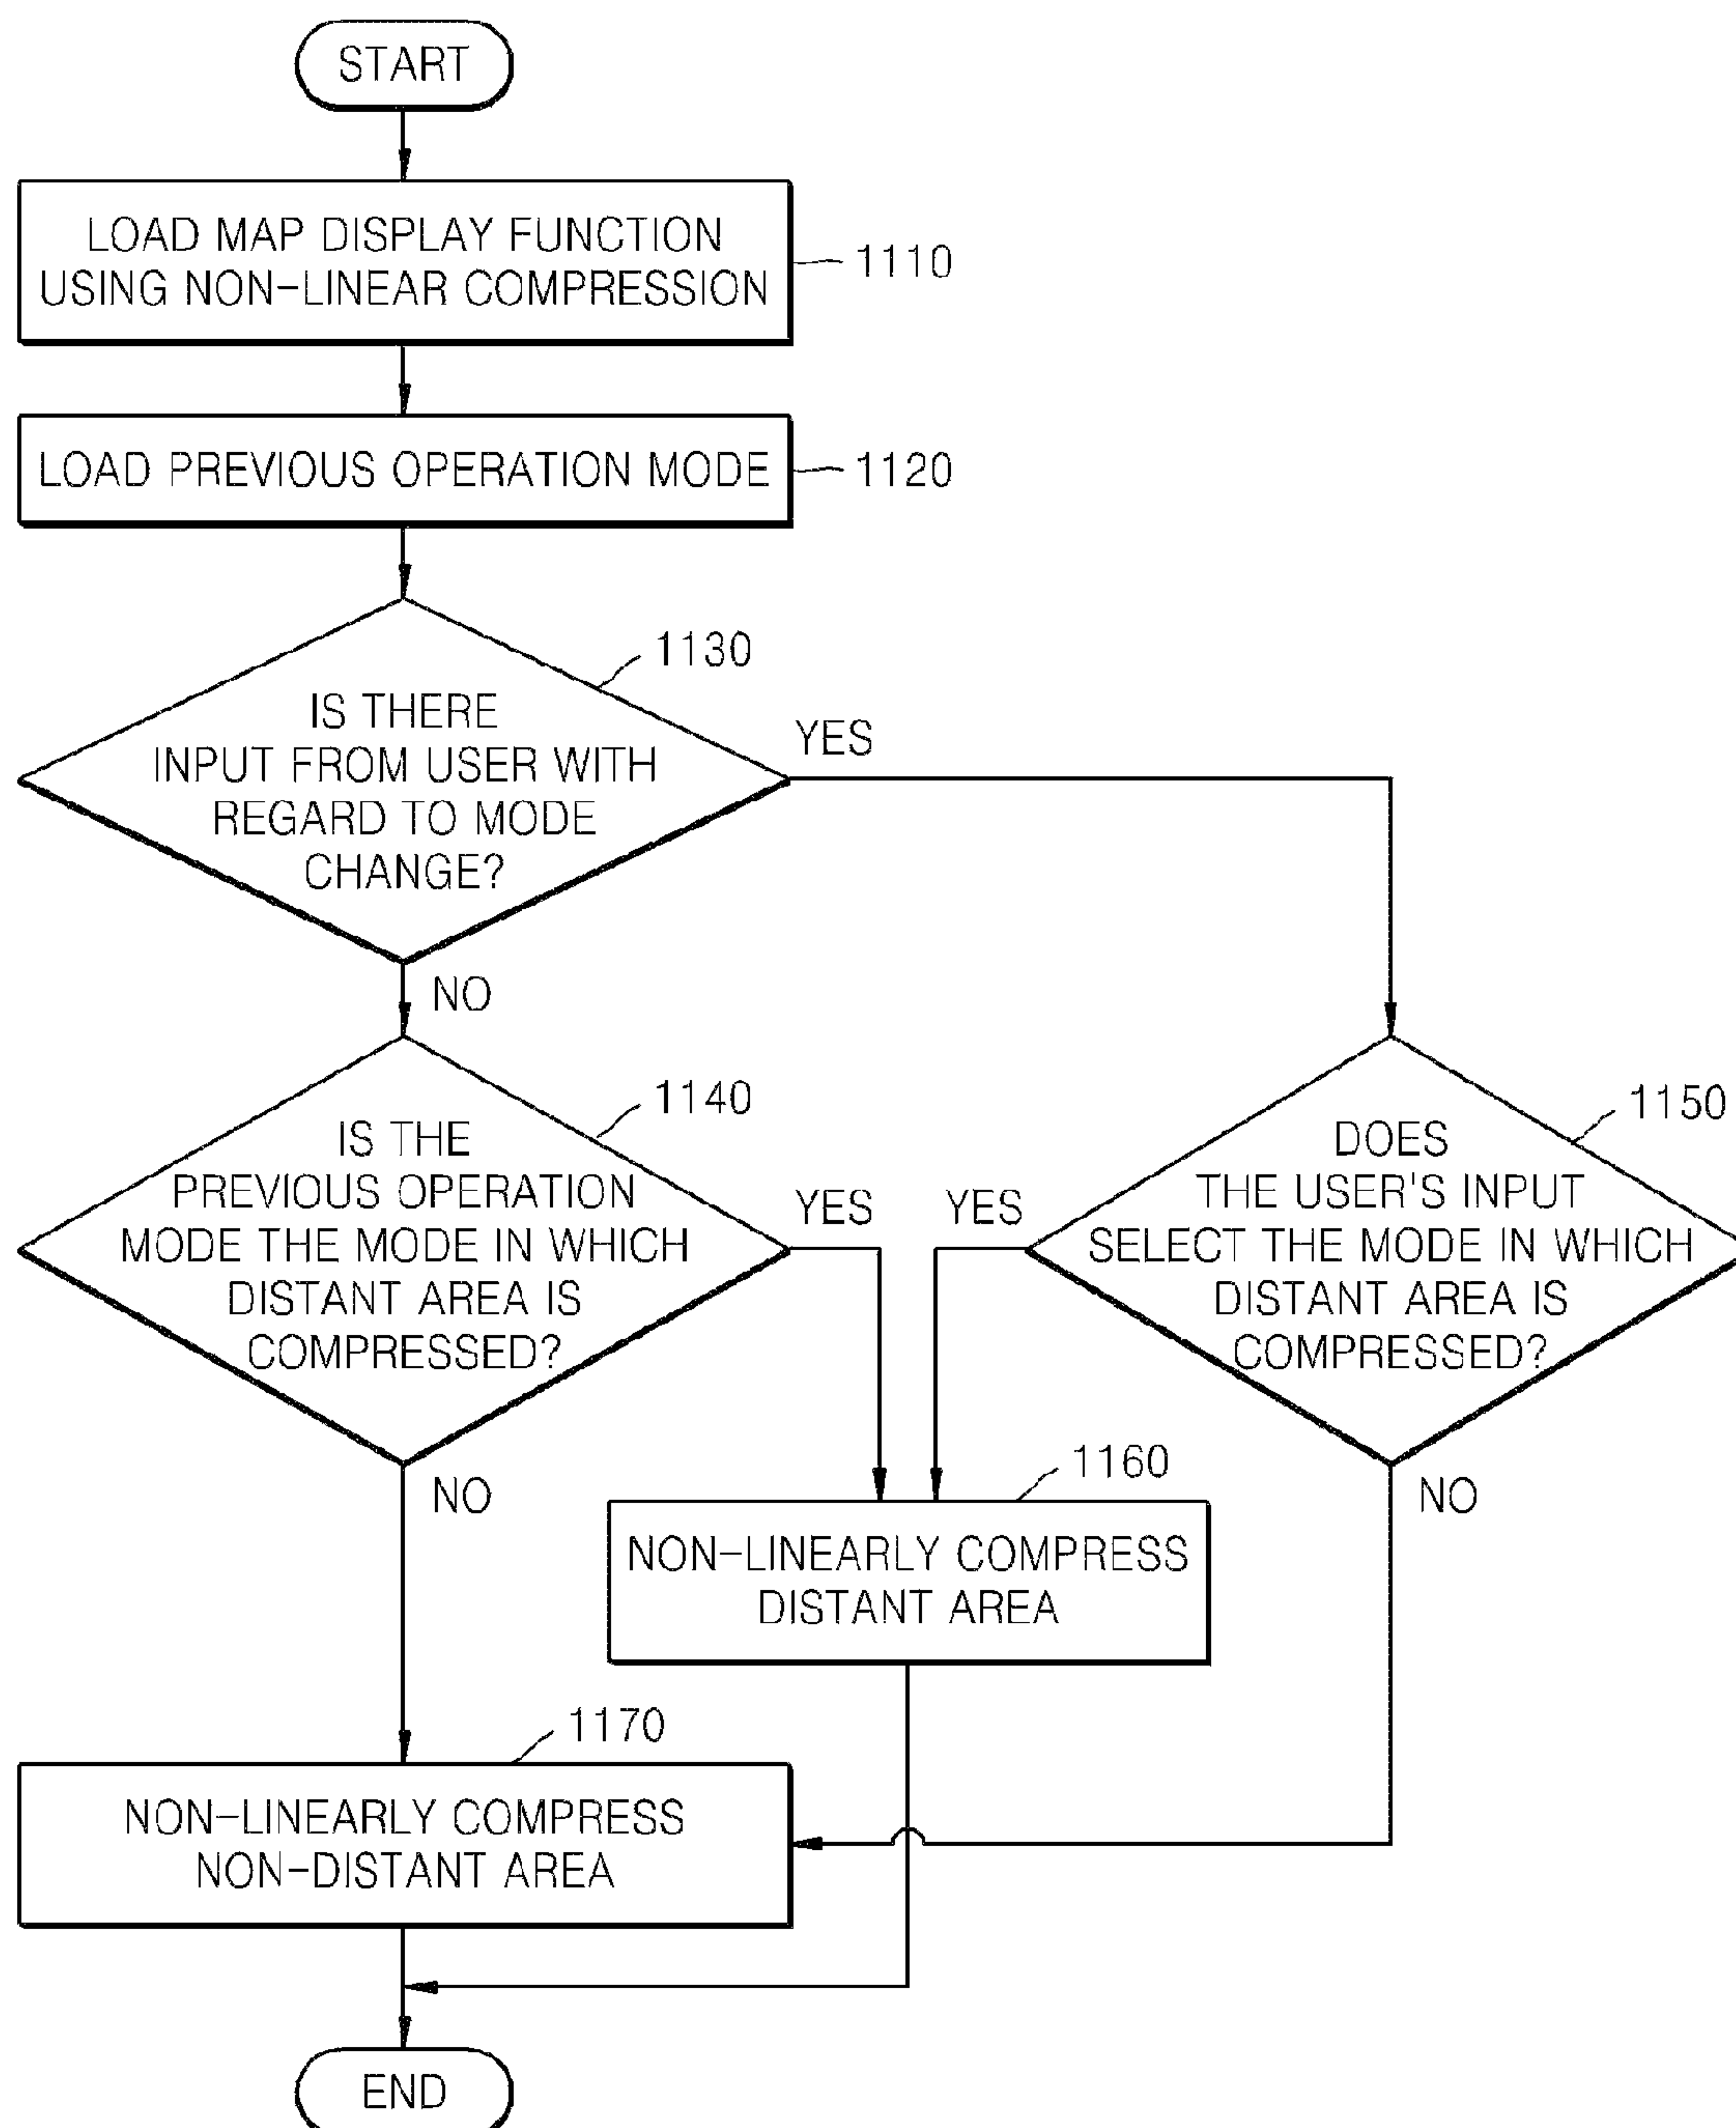 START
LOAD MAP DISPLAY FUNCTION
USING NON-LINEAR COMPRESSION
1110
LOAD PREVIOUS OPERATION MODE
1120
1130
IS THERE
INPUT FROM USER WITH
REGARD TO MODE
CHANGE?
YES
NO
1140
IS THE
PREVIOUS OPERATION
MODE THE MODE IN WHICH
DISTANT AREA IS
COMPRESSED?
YES
NO
1150
DOES
THE USER'S INPUT
SELECT THE MODE IN WHICH
DISTANT AREA IS
COMPRESSED?
YES
NO
1160
NON-LINEARLY COMPRESS
DISTANT AREA
1170
NON-LINEARLY COMPRESS
NON-DISTANT AREA
END